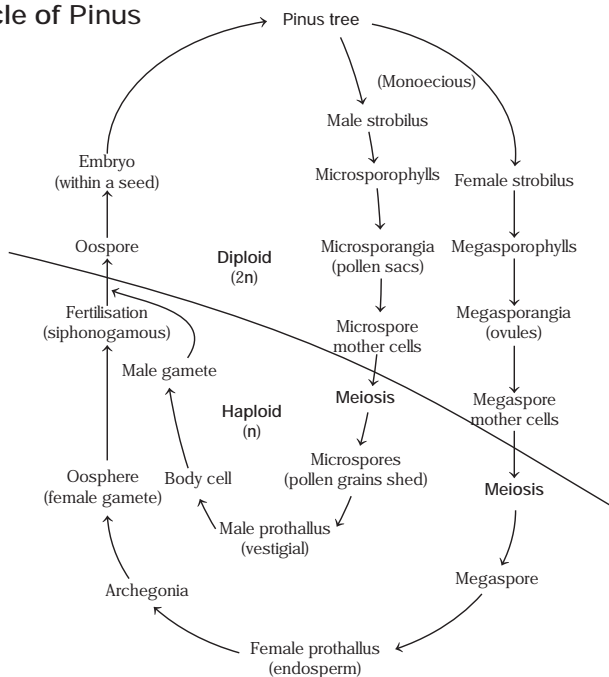 cle of Pinus
Pinus tree
(Monoecious)
Male strobilus
Microsporophylls
Female strobilus
Embryo
(within a seed)
Oospore
Diploid
(2n)
Microsporangia
(pollen sacs)
Megasporophylls
Fertilisation
(siphonogamous)
Microspore
mother cells
Megasporangia
(ovules)
Male gamete
Haploid
(n)
Meiosis
Megaspore
mother cells
Oosphere
(female gamete)
Body cell
Microspores
(pollen grains shed)
Meiosis
Male prothallus
(vestigial)
Archegonia
Megaspore
Female prothallus
(endosperm)